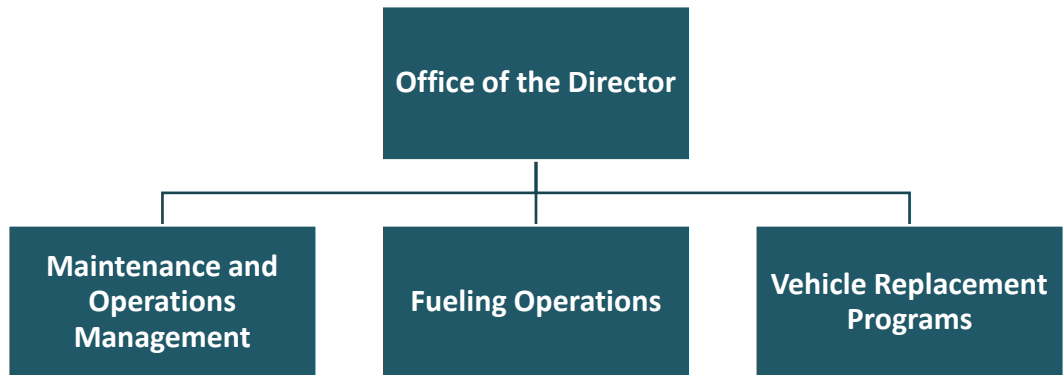 Office of the Director
Maintenance and
Operations
Management
Fueling Operations
Vehicle Replacement
Programs